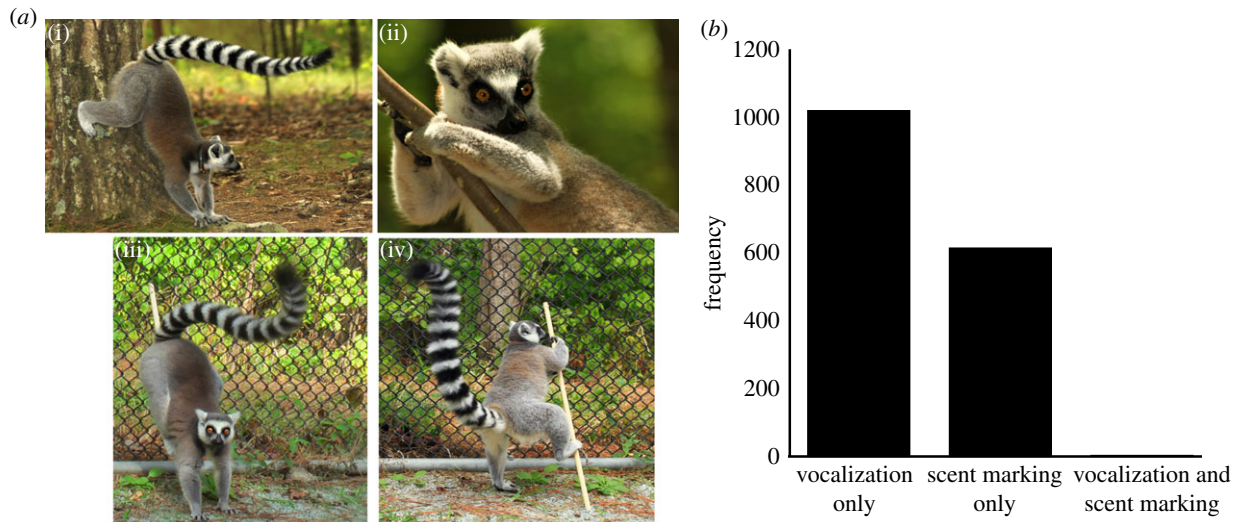 (a)
(i)
(ii)
(iii)
(iv)
(b)
1200
1000
800
600
400
200
0
frequency
vocalization only
scent marking only
vocalization and scent marking